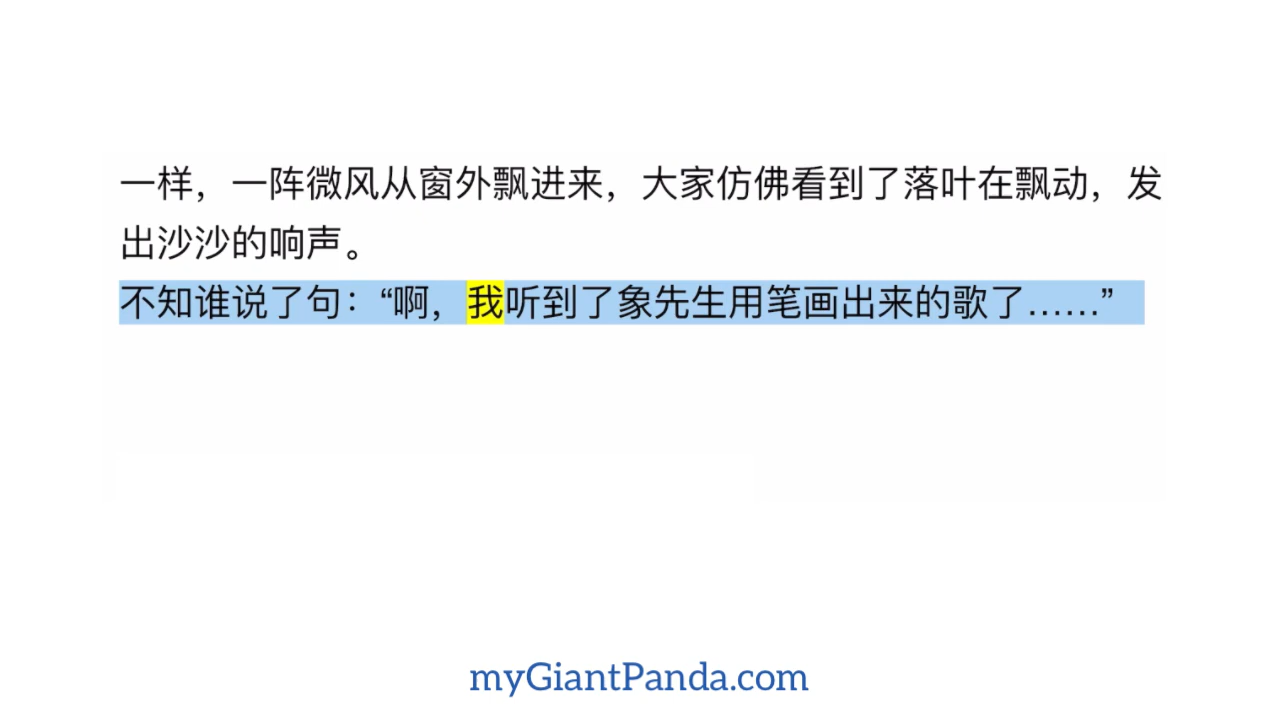 一样，一阵微风从窗外飘进来，大家仿佛看到了落叶在飘动，发
出沙沙的响声。
不知谁说了句：“啊，我听到了象先生用笔画出来的歌了……”
myGiantPanda.com